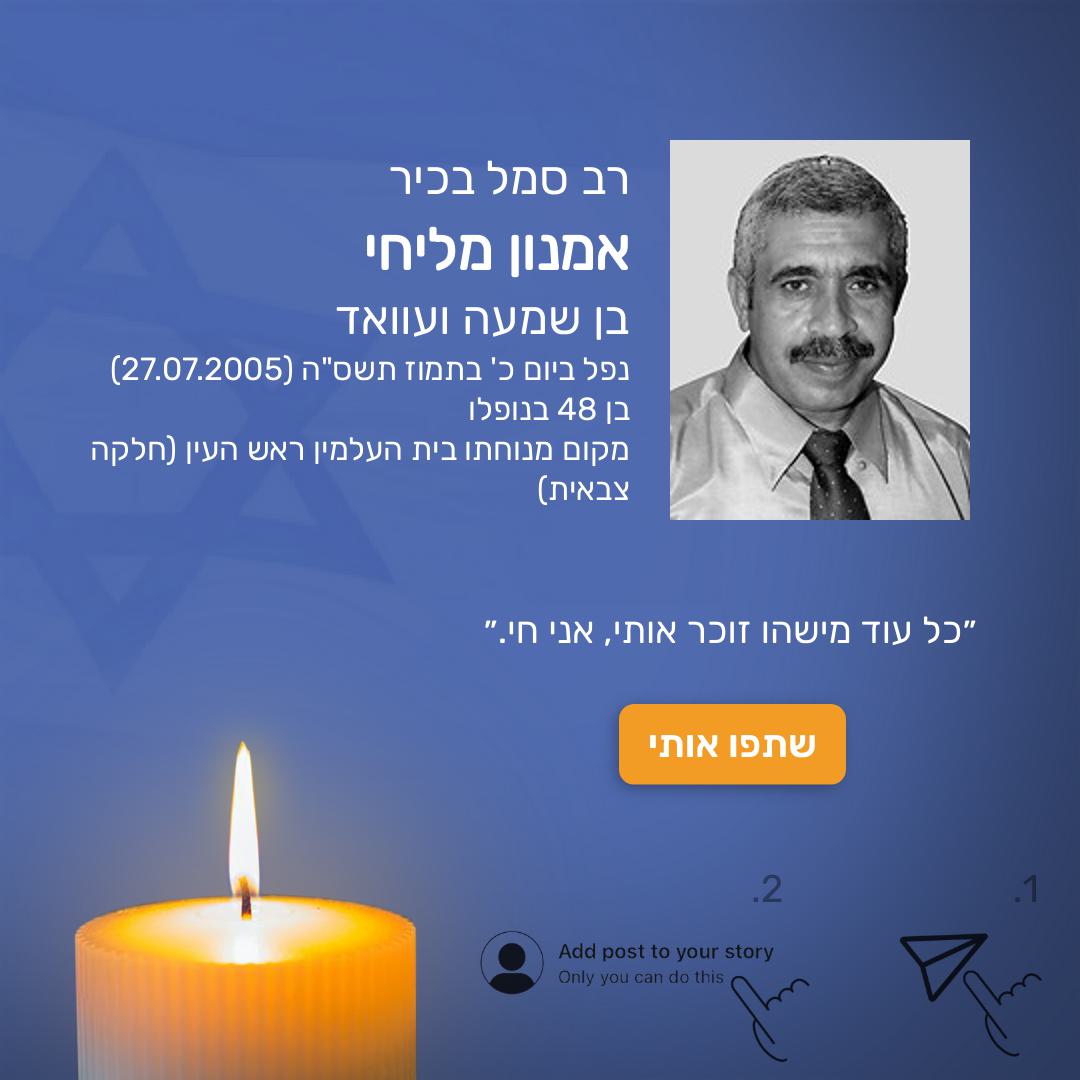 רב סמל בכיר
אמנון מליחי
בן שמעה ועוואד
נפל ביום כ' בתמוז תשס"ה (27.07.2005)
בן 48 בנופלו
מקום מנוחתו בית העלמין ראש העין (חלקה
צבאית)
״כל עוד מישהו זוכר אותי, אני חי.״
שתפו אותי
.1
.2
Add post to your story
Only you can do this